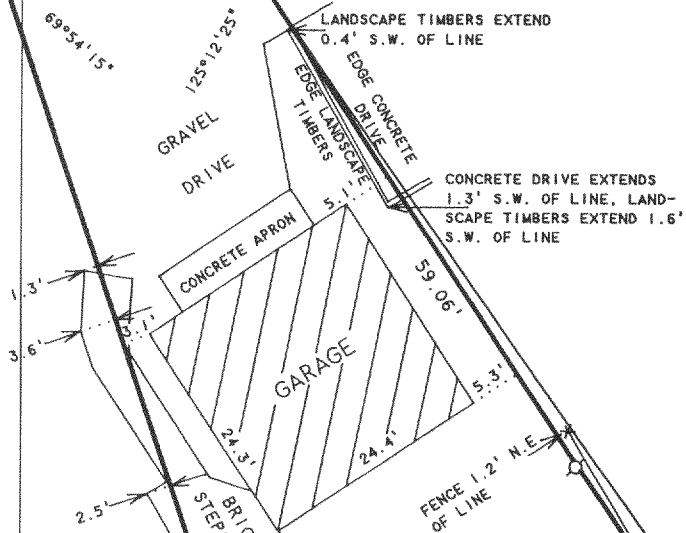 LANDSCAPE TIMBERS EXTEND
0.4' S.W. OF LINE
69°54'15"
125°12'25"
EDGE CONCRETE
DRIVE
EDGE LANDSCAPE
TIMBERS
GRAVEL
DRIVE
CONCRETE DRIVE EXTENDS
1.3' S.W. OF LINE, LAND-
SCAPE TIMBERS EXTEND 1.6'
S.W. OF LINE
5.1'
CONCRETE APRON
59.06'
1.3'
3.1'
3.6'
GARAGE
5.3'
24.3'
24.4'
FENCE 1.2' N.E
OF LINE
2.5'
BRIC
STEP